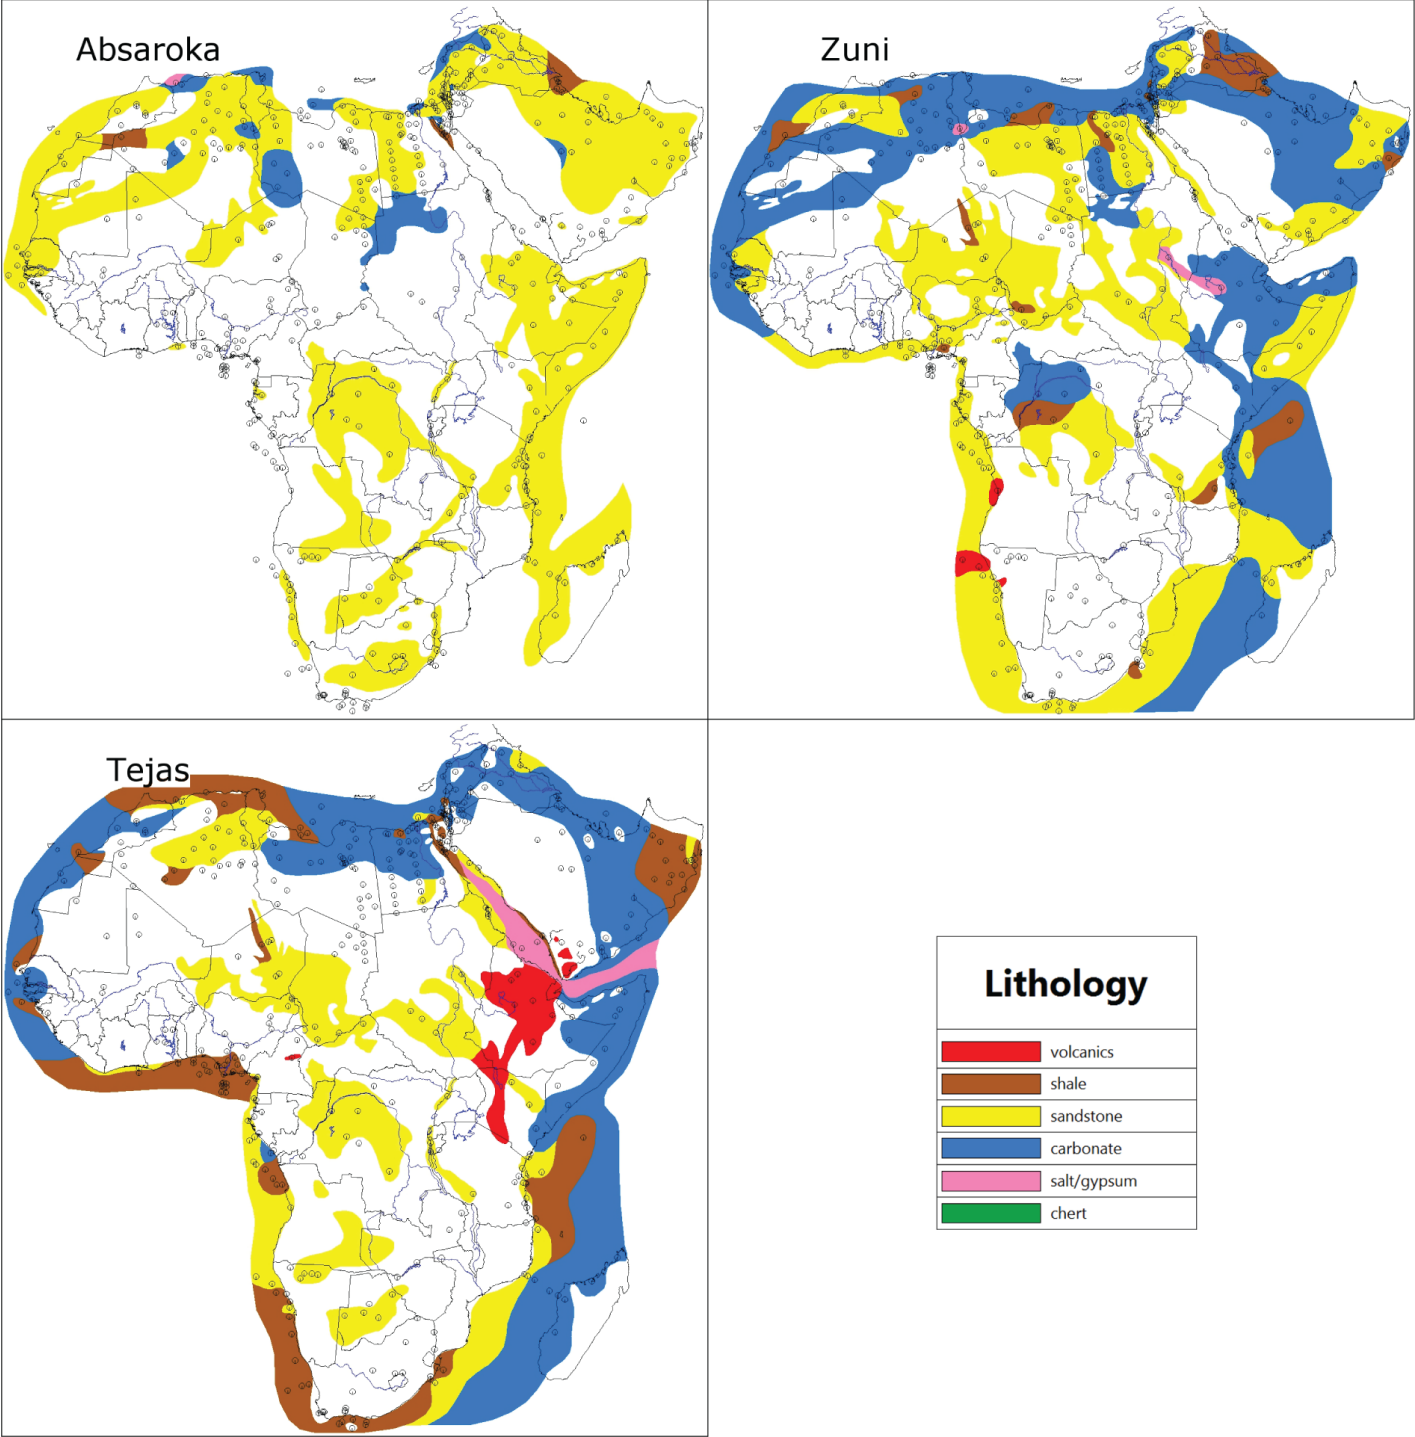 Absaroka
Zuni
Tejas
Lithology
volcanics
shale
sandstone
carbonate
salt/gypsum
chert